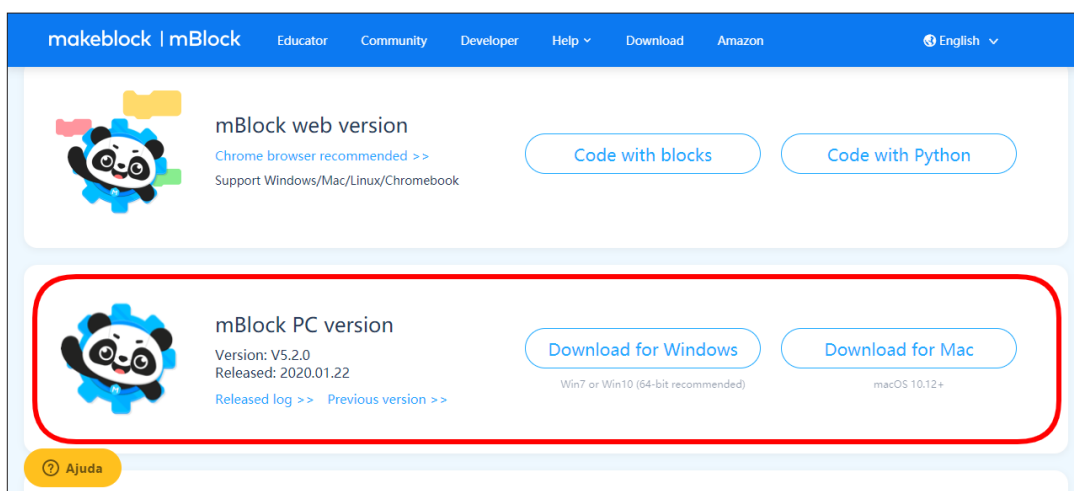 makeblock | mBlock Educator Community Developer Help Download Amazon English
mBlock web version
Chrome browser recommended >>
Support Windows/Mac/Linux/Chromebook
Code with blocks Code with Python
mBlock PC version
Version: V5.2.0
Released: 2020.01.22
Released log >> Previous version >>
Download for Windows Download for Mac
Win7 or Win10 (64-bit recommended) macOS 10.12+
? Ajuda